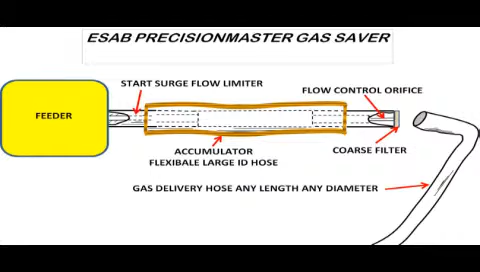 ESAB PRECISIONMASTER GAS SAVER
START SURGE FLOW LIMITER
FLOW CONTROL ORIFICE
FEEDER
ACCUMULATOR
FLEXIBALE LARGE ID HOSE
COARSE FILTER
GAS DELIVERY HOSE ANY LENGTH ANY DIAMETER